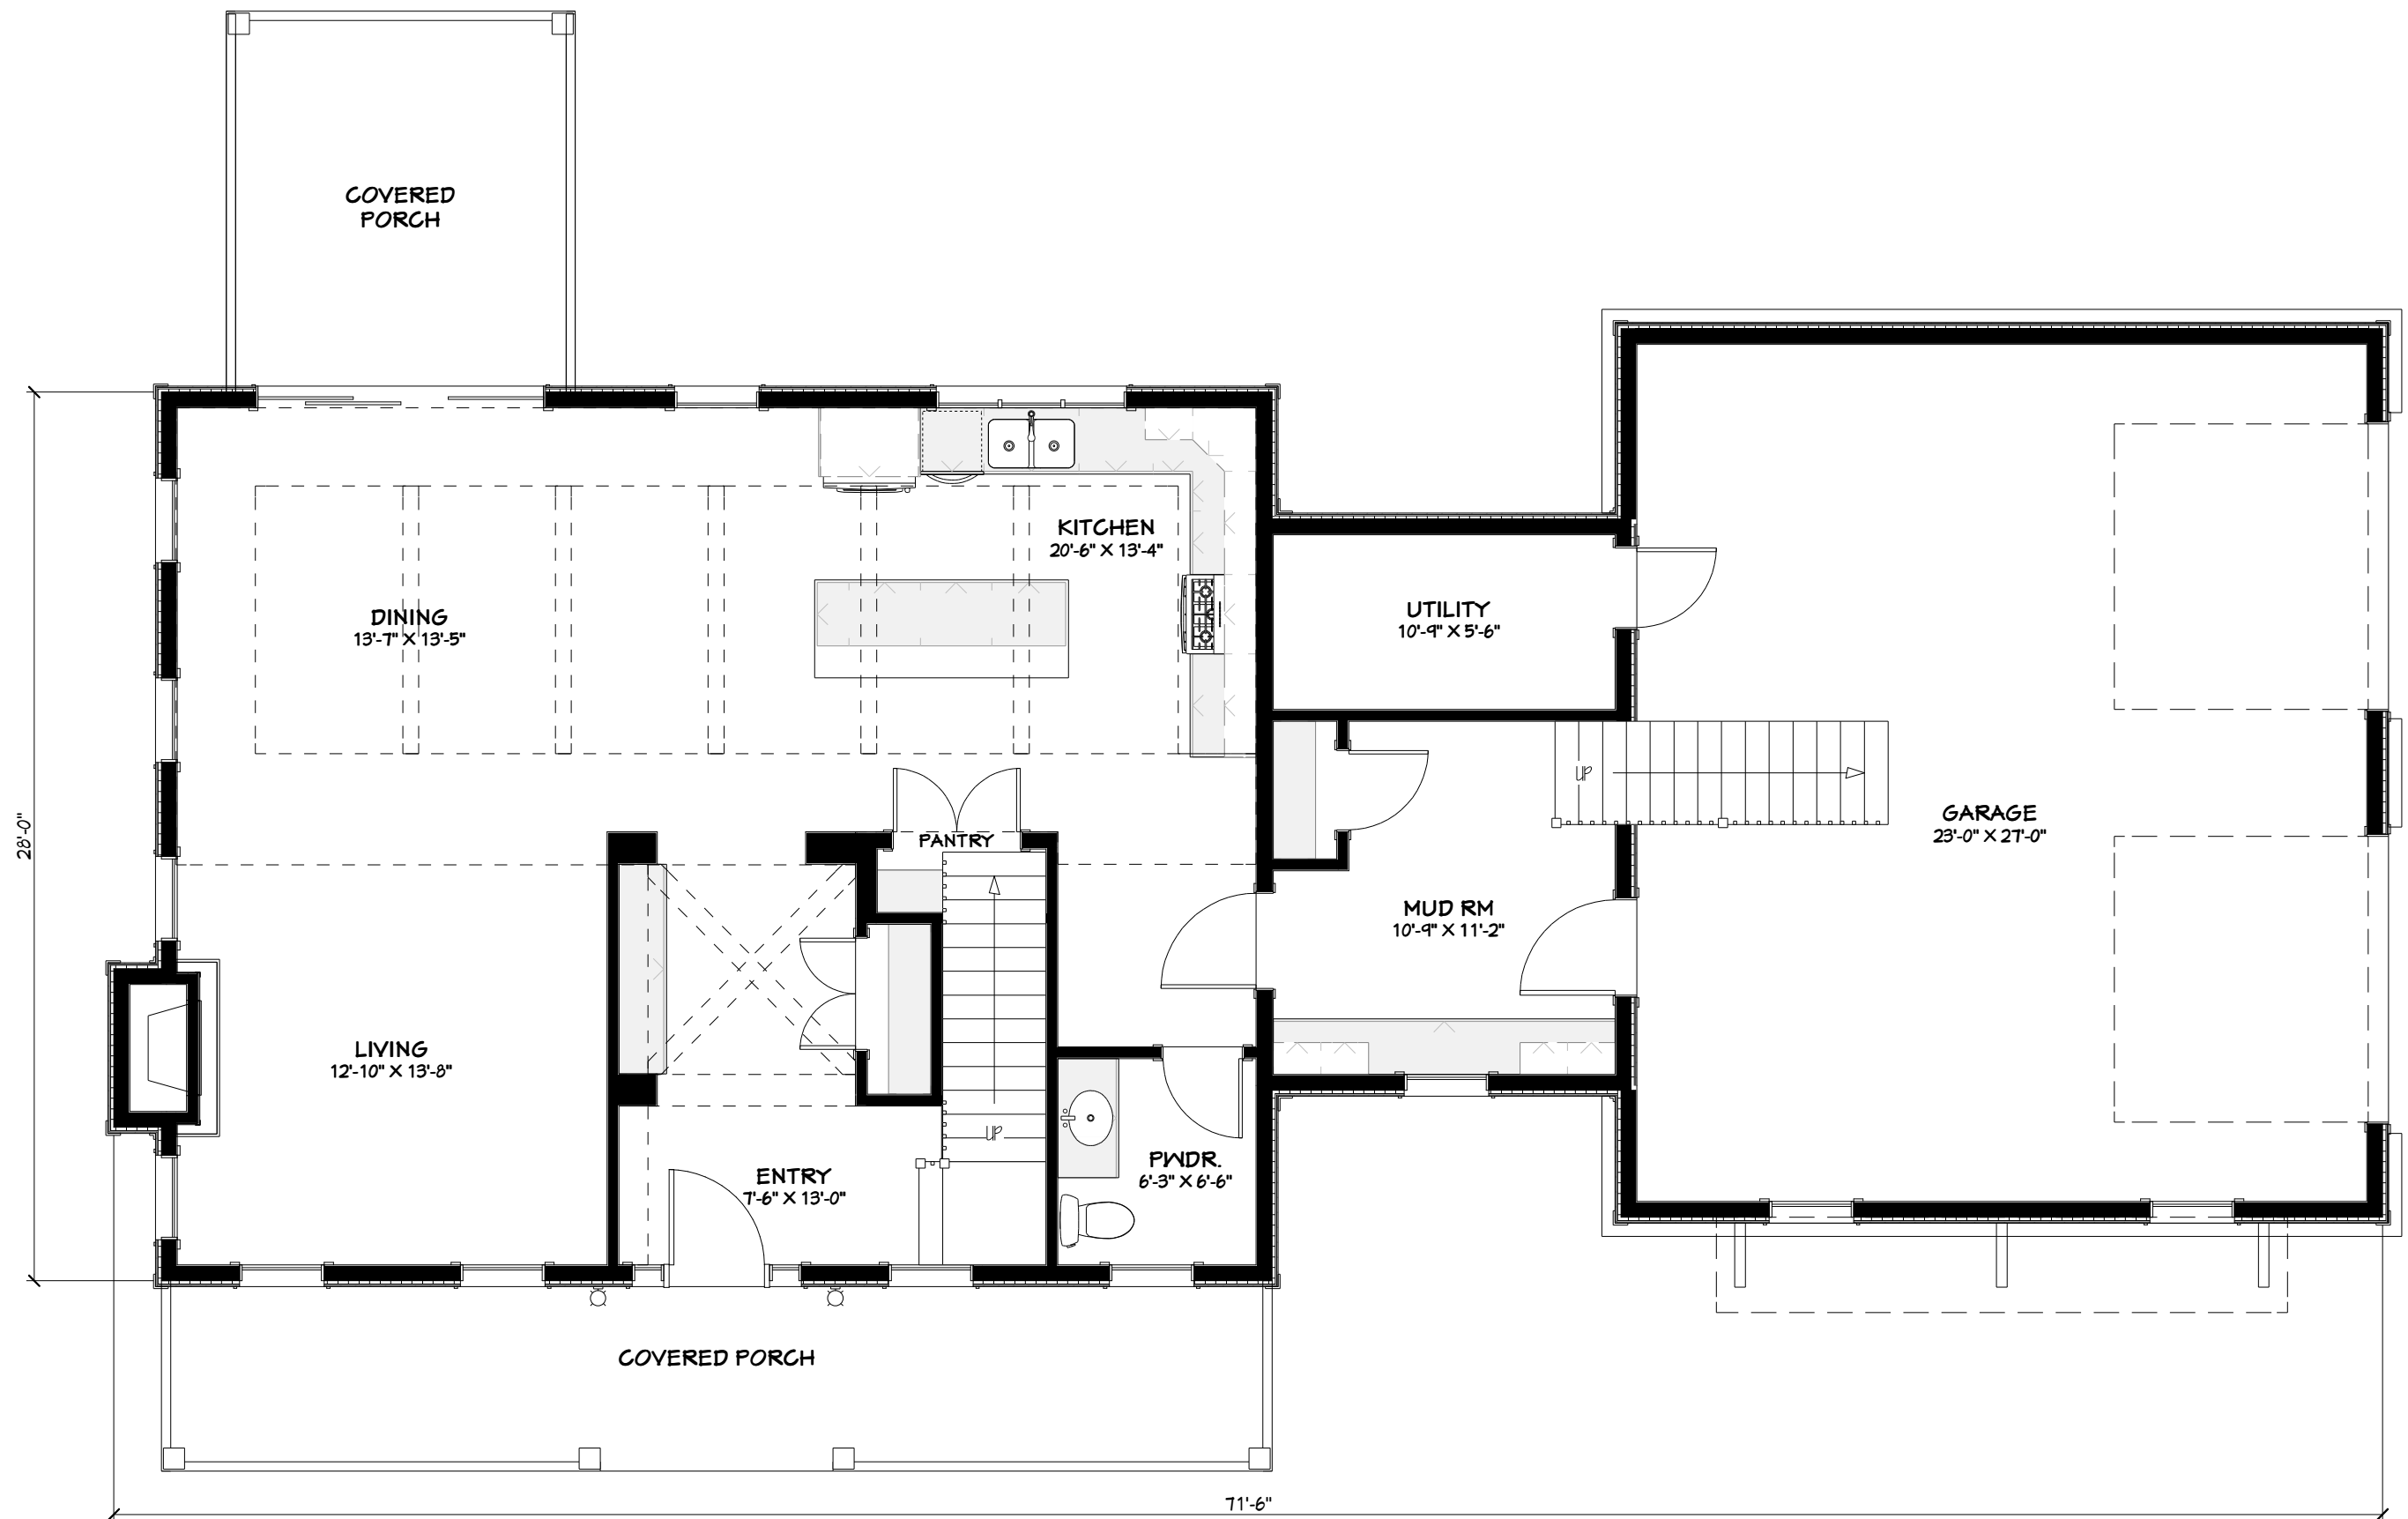 COVERED
PORCH
KITCHEN
20'-6" X 13'-4"
DINING
13'-7" X 13'-5"
UTILITY
10'-9" X 5'-6"
UP
GARAGE
23'-0" X 27'-0"
28'-0"
PANTRY
MUD RM
10'-9" X 11'-2"
LIVING
12'-10" X 13'-8"
UP
ENTRY
7'-6" X 13'-0"
PWDR.
6'-3" X 6'-6"
COVERED PORCH
71'-6"